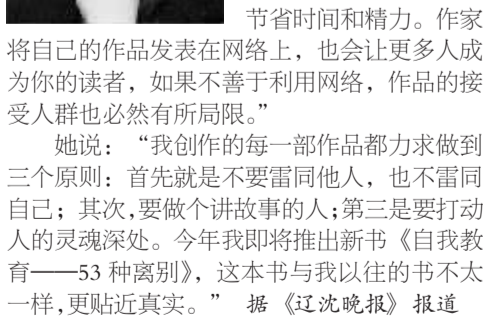 节省时间和精力。作家
将自己的作品发表在网络上，也会让更多人成
为你的读者，如果不善于利用网络，作品的接
受人群也必然有所局限。”
她说：“我创作的每一部作品都力求做到
三个原则：首先就是不要雷同他人，也不雷同
自己；其次，要做个讲故事的人；第三是要打动
人的灵魂深处。今年我即将推出新书《自我教
育——53 种离别》，这本书与我以往的书不太
一样，更贴近真实。” 据《辽沈晚报》报道